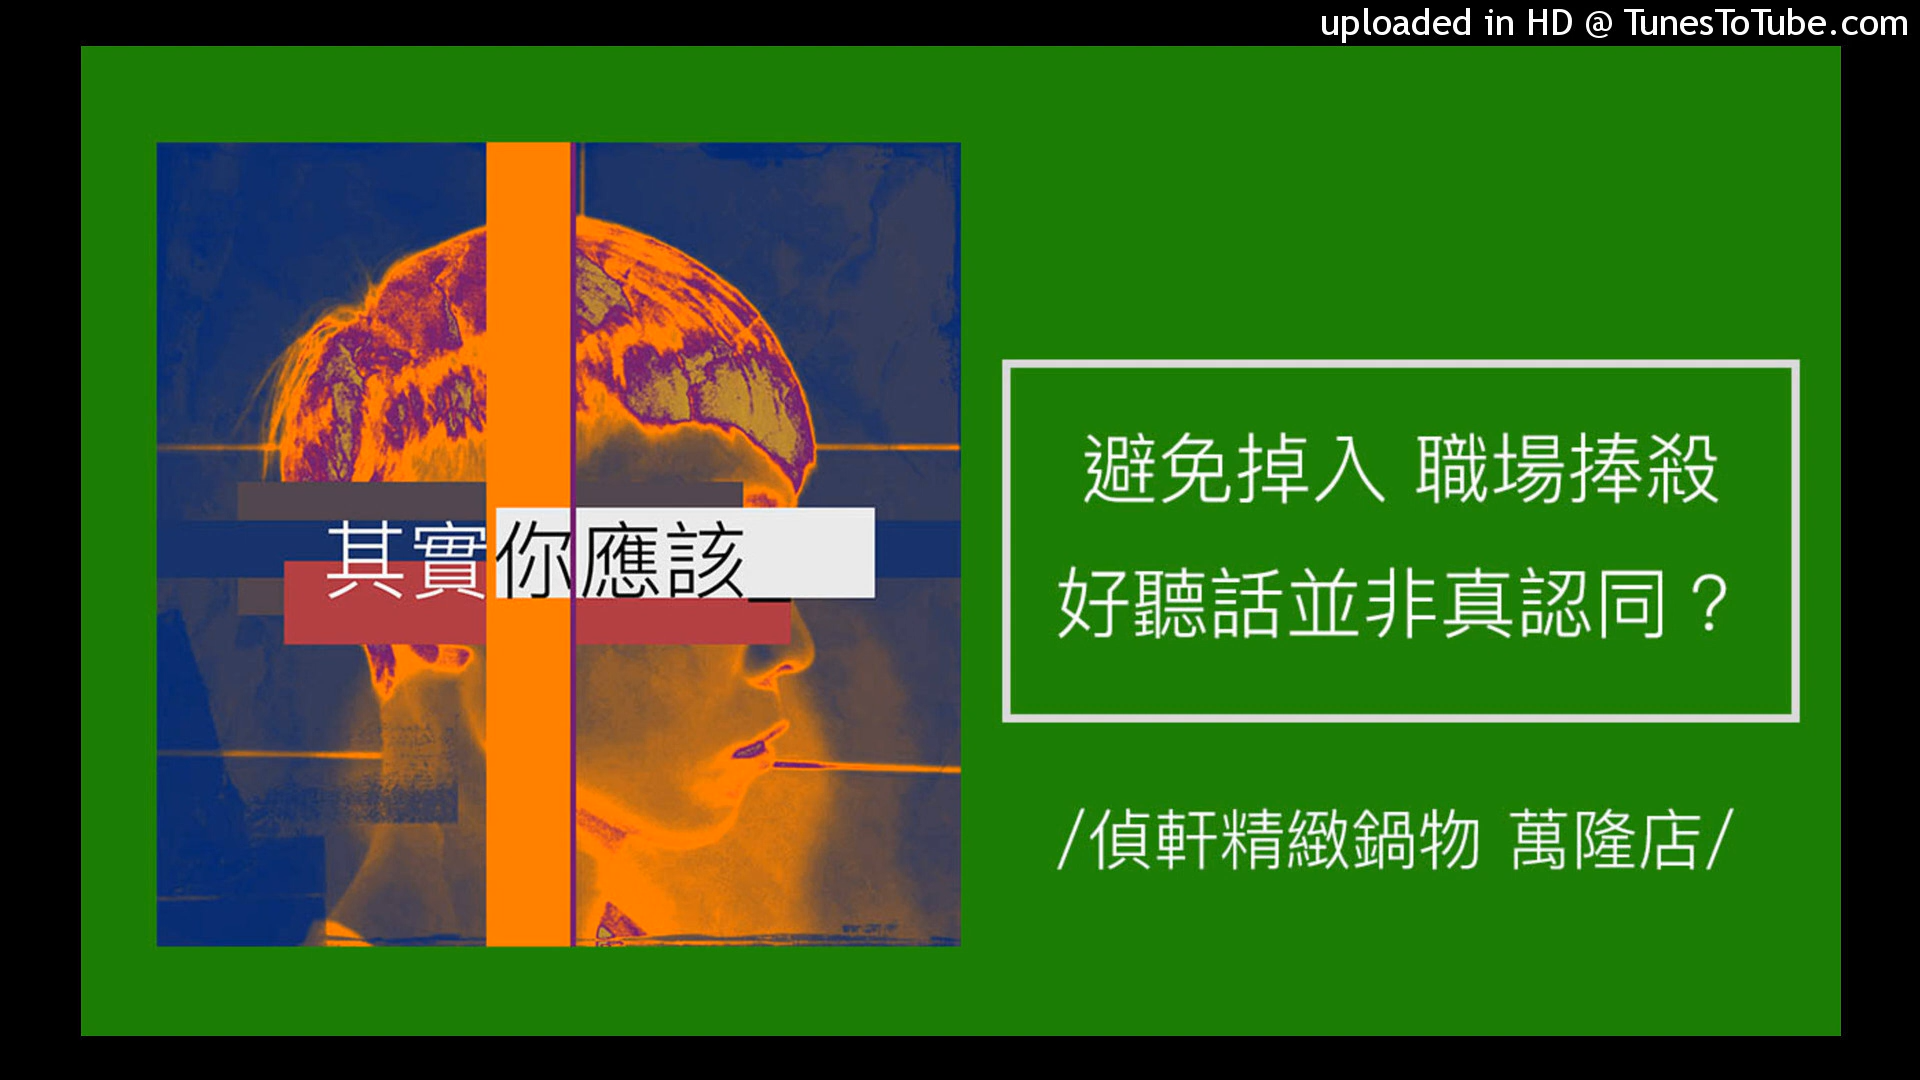 uploaded in HD @ TunesToTube.com
其實你應該_
避免掉入 職場捧殺
好聽話並非真認同？
/偵軒精緻鍋物 萬隆店/